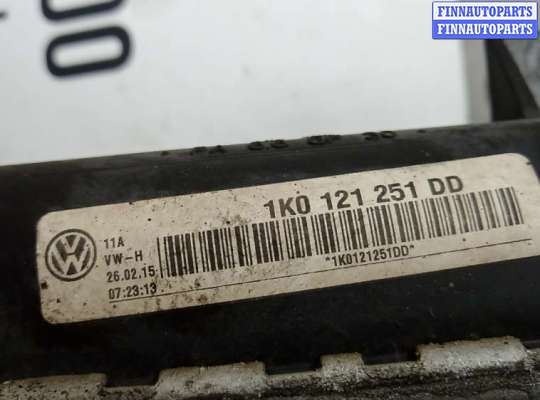 FINNAUTOPARTS
FINNAUTOPARTS
1K0 121 251 DD
11A
VW-H
26.02.15
07:23:13
*1K0121251DD*